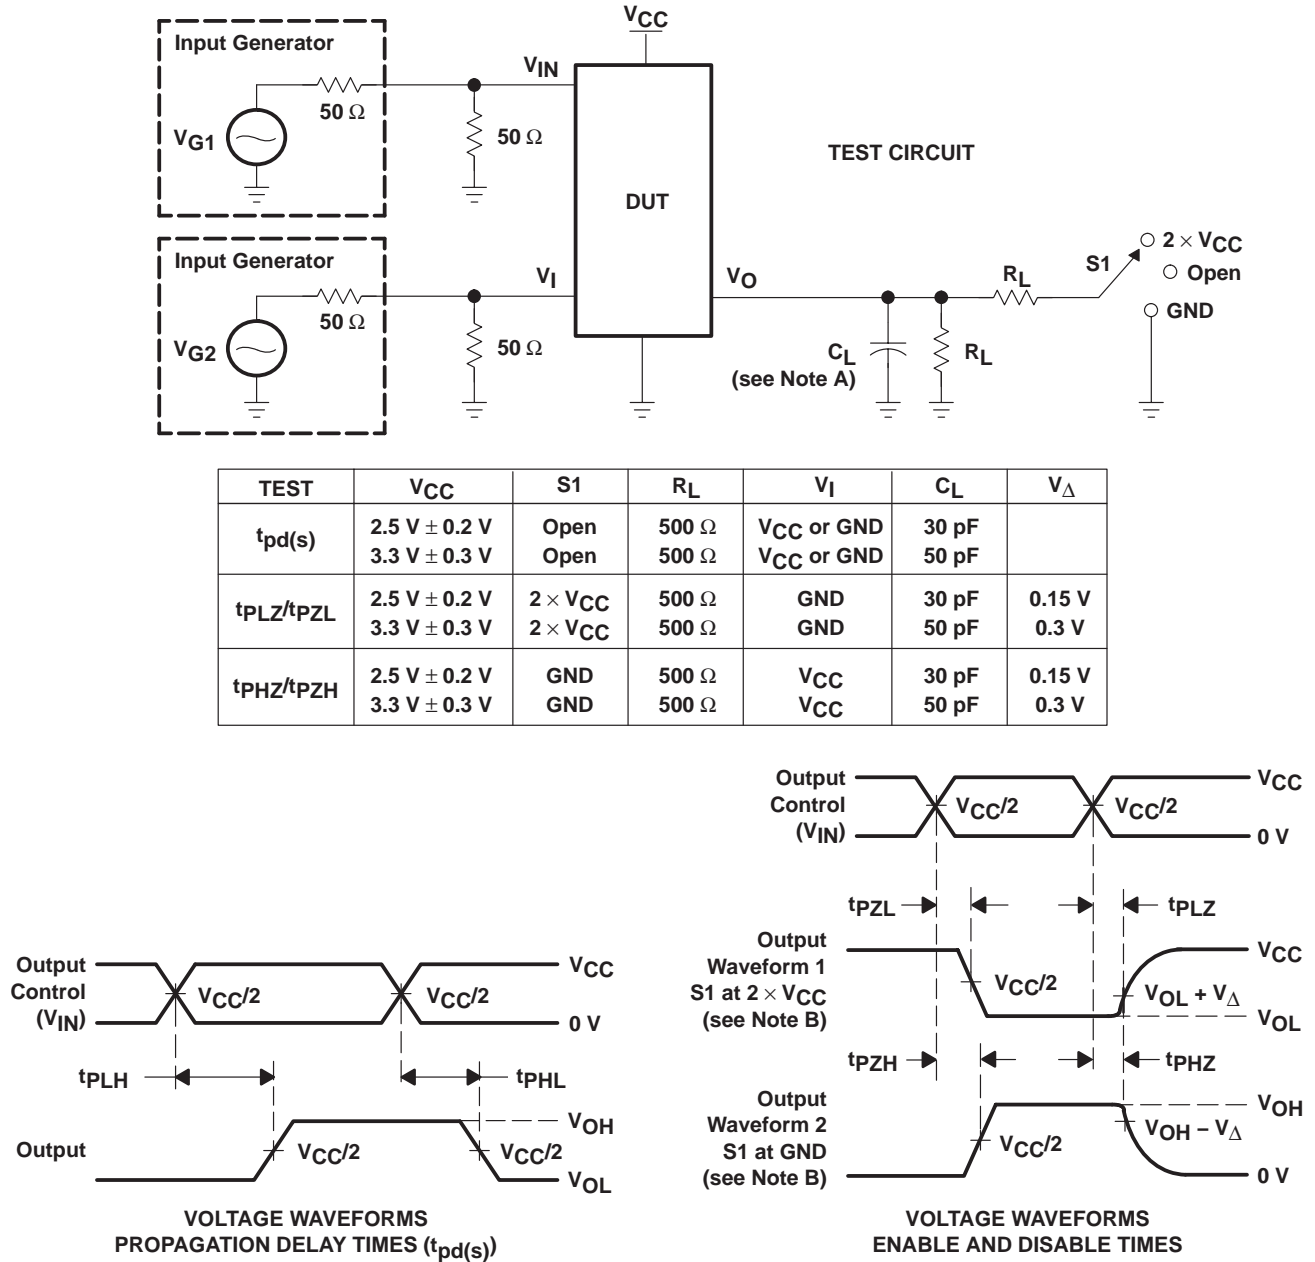 VCC
Input Generator
50 Ω
VG1
VIN
50 Ω
DUT
TEST CIRCUIT
Input Generator
50 Ω
VG2
VI
50 Ω
VO
CL
(see Note A)
RL
RL
S1
2 × VCC
Open
GND
TEST VCC S1 RL VI CL VΔ
tpd(s) 2.5 V ± 0.2 V Open 500 Ω VCC or GND 30 pF
3.3 V ± 0.3 V Open 500 Ω VCC or GND 50 pF
tPLZ/tPZL 2.5 V ± 0.2 V 2 × VCC 500 Ω GND 30 pF 0.15 V
3.3 V ± 0.3 V 2 × VCC 500 Ω GND 50 pF 0.3 V
tPHZ/tPZH 2.5 V ± 0.2 V GND 500 Ω VCC 30 pF 0.15 V
3.3 V ± 0.3 V GND 500 Ω VCC 50 pF 0.3 V
Output
Control
(VIN)
VCC/2
VCC/2
VCC
0 V
tPLH
tPHL
Output
VCC/2
VCC/2
VOH
VOL
VOLTAGE WAVEFORMS
PROPAGATION DELAY TIMES (tpd(s))
Output
Control
(VIN)
VCC/2
VCC/2
VCC
0 V
tPZL
tPLZ
Output
Waveform 1
S1 at 2 × VCC
(see Note B)
VCC/2
VCC
VOL + VΔ
VOL
tPZH
tPHZ
Output
Waveform 2
S1 at GND
(see Note B)
VCC/2
VOH
VOH − VΔ
0 V
VOLTAGE WAVEFORMS
ENABLE AND DISABLE TIMES